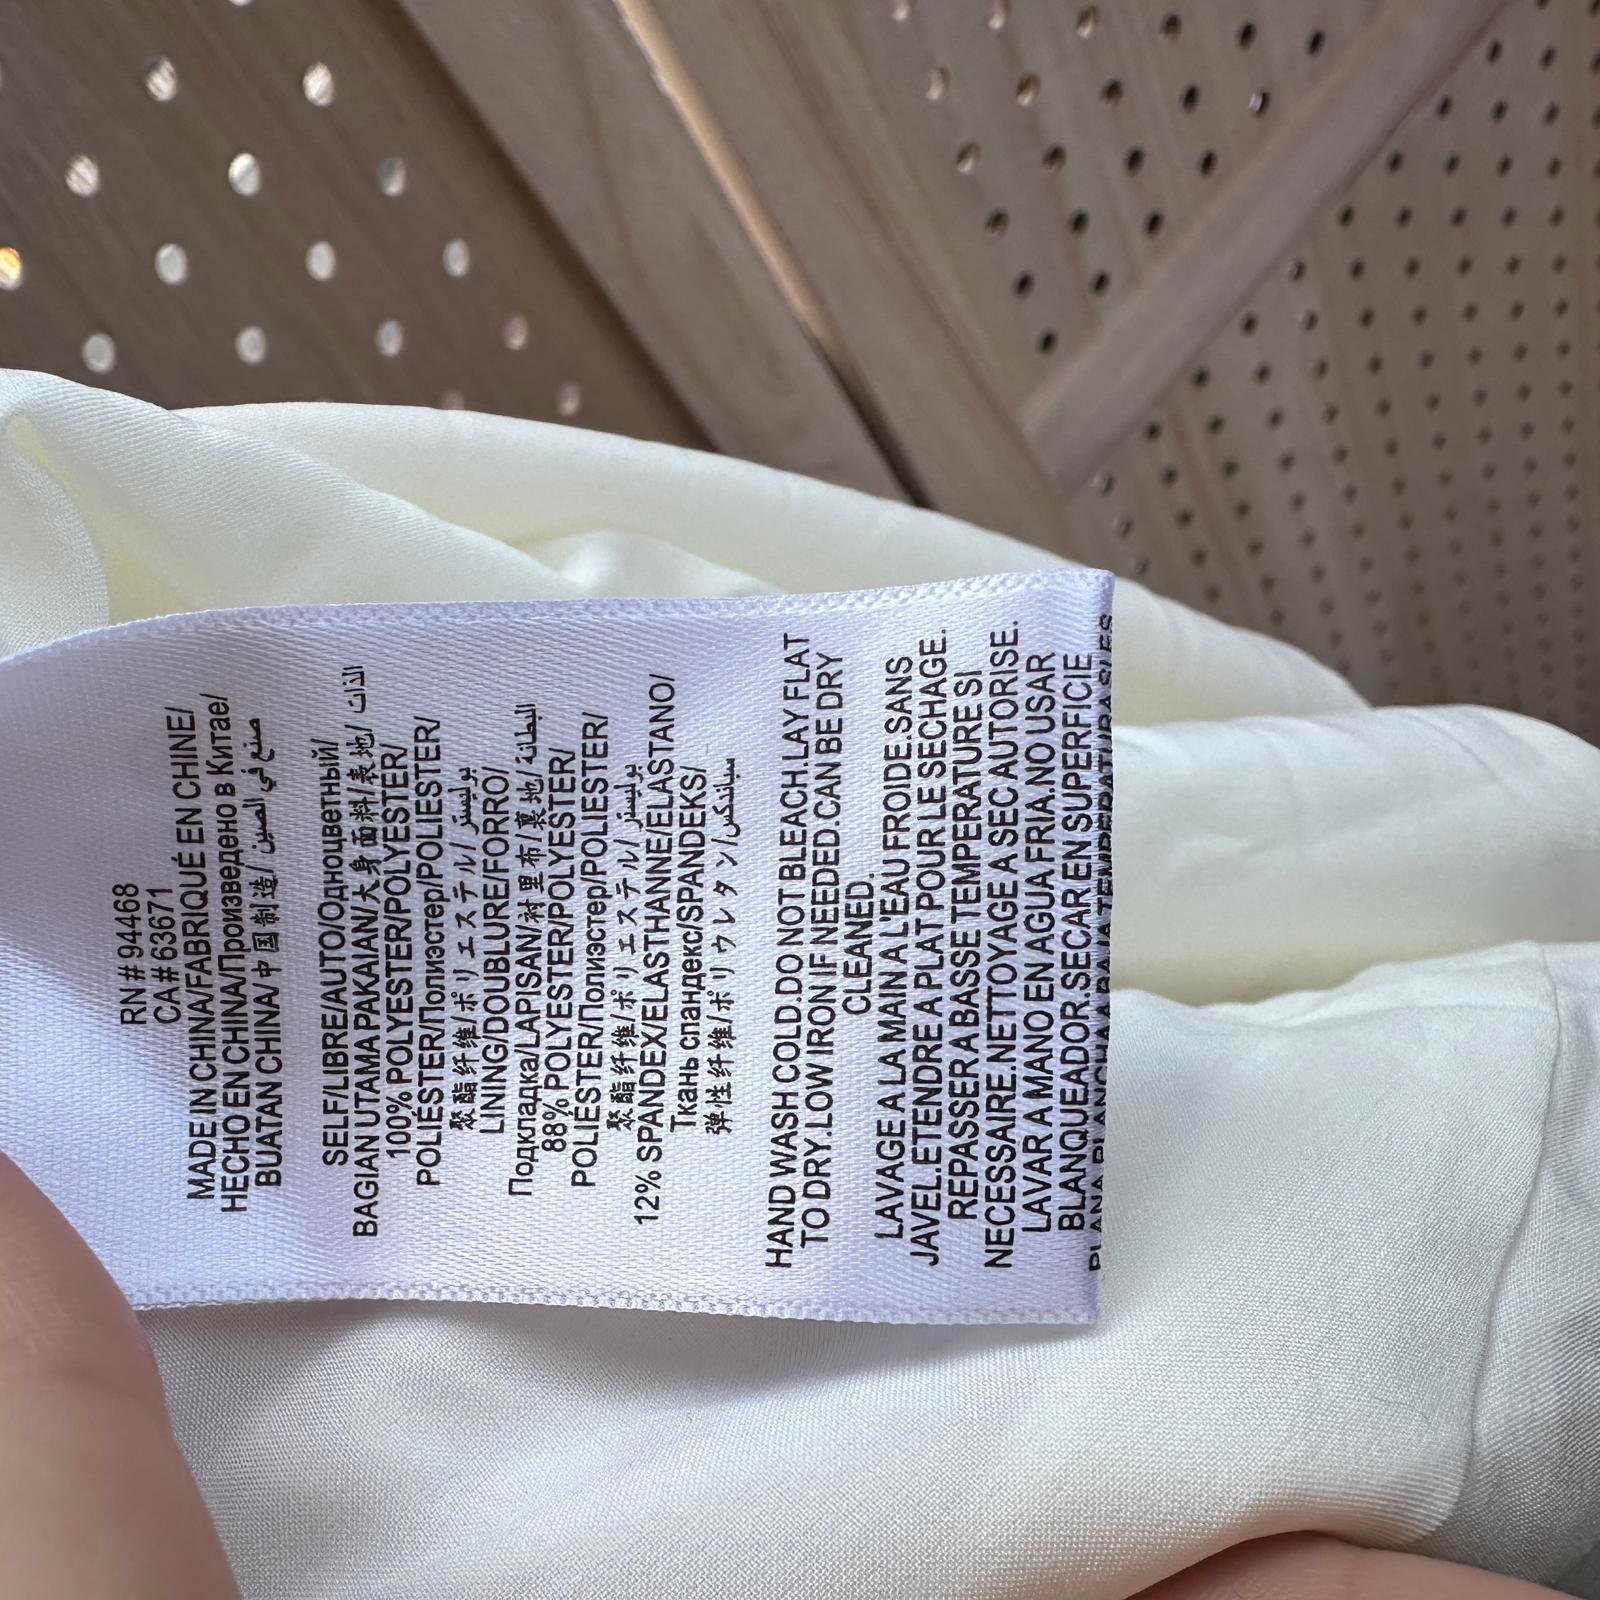 RN# 94468
CA# 63671
MADE IN CHINA/FABRIQUÉ EN CHINE/
HECHO EN CHINA/Произведено в Китае/
BUATAN CHINA/中国制造/صنع في الصين
SELF/LIBRE/AUTO/Одноцветный/
BAGIAN UTAMA PAKAIAN/大身面料/表地/الذات
100% POLYESTER/POLYESTER/
POLIÉSTER/Полиэстер/POLIESTER/
聚酯纤维/ポリエステル/بوليستر
LINING/DOUBLURE/FORRO/
Подкладка/LAPISAN/衬里布/裏地/البطانة
88% POLYESTER/POLYESTER/
POLIÉSTER/Полиэстер/POLIESTER/
聚酯纤维/ポリエステル/بوليستر
12% SPANDEX/ELASTHANNE/ELASTANO/
Ткань спандекс/SPANDEKS/
弹性纤维/ポリウレタン/سباندكس
HAND WASH COLD.DO NOT BLEACH.LAY FLAT
TO DRY.LOW IRON IF NEEDED.CAN BE DRY
CLEANED.
LAVAGE A LA MAIN A L'EAU FROIDE.SANS
JAVEL.ETENDRE A PLAT POUR LE SECHAGE.
REPASSER A BASSE TEMPERATURE SI
NECESSAIRE.NETTOYAGE A SEC AUTORISE.
LAVAR A MANO EN AGUA FRIA.NO USAR
BLANQUEADOR.SECAR EN SUPERFICIE
PLANA.PLANCHA A BAJA TEMPERATURA